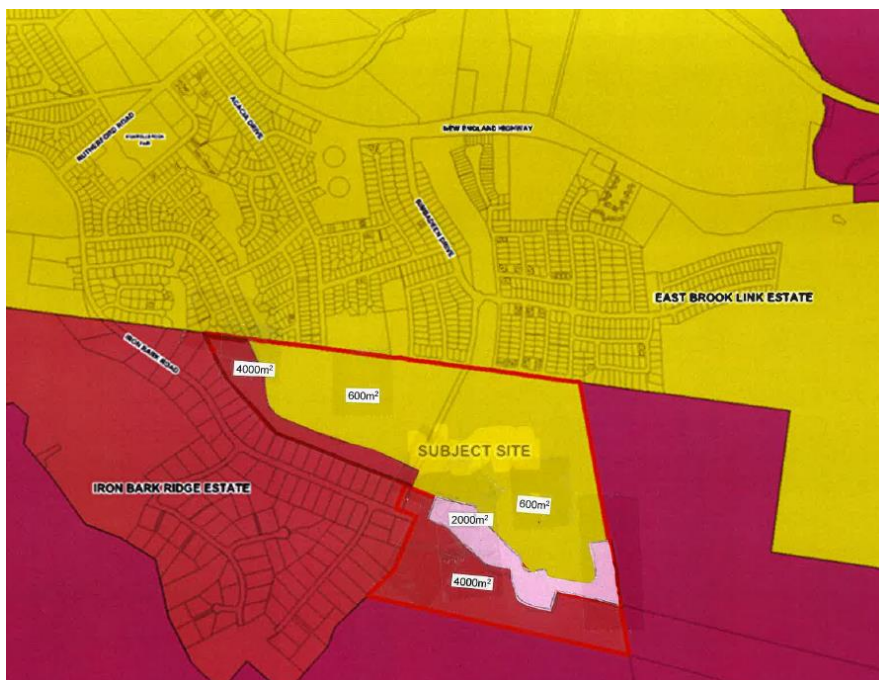 NEW ENGLAND HIGHWAY
RUTHERFORD ROAD
ACACIA DRIVE
DRIVE
EAST BROOK LINK ESTATE
IRON BARK ROAD
4000m²
600m²
SUBJECT SITE
IRON BARK RIDGE ESTATE
600m²
2000m²
4000m²